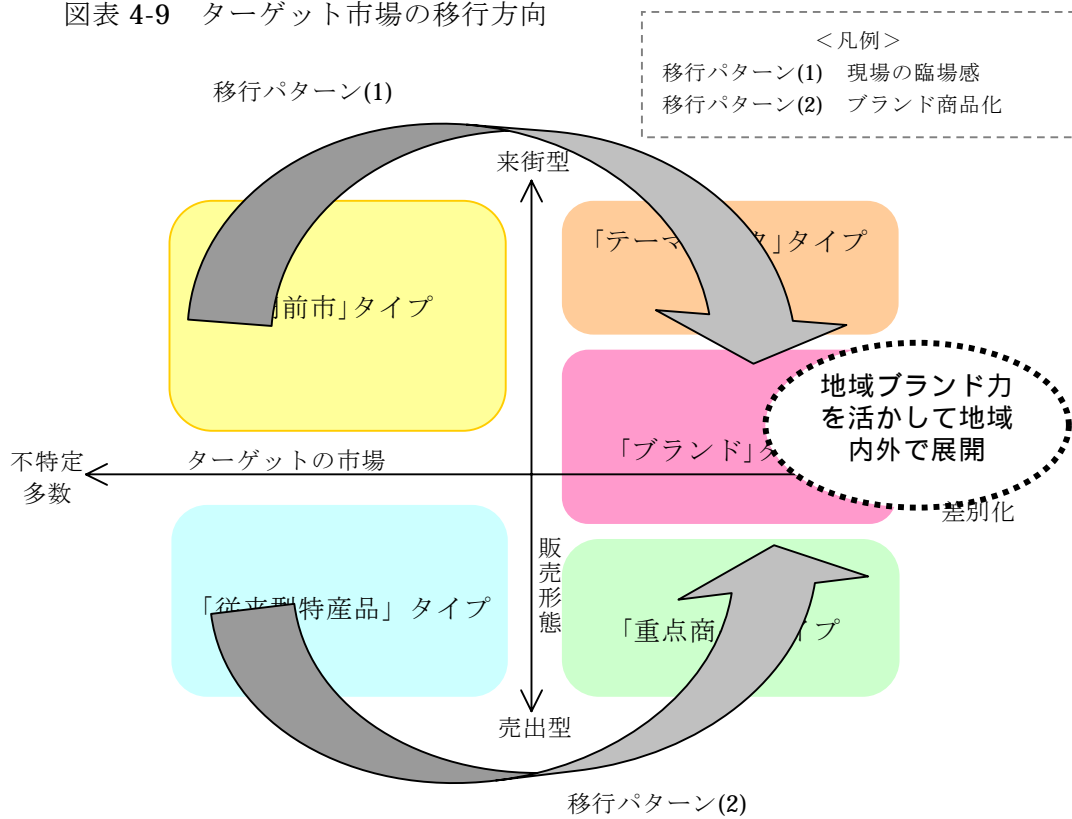 図表 4-9 ターゲット市場の移行方向
＜凡例＞
移行パターン(1) 現場の臨場感
移行パターン(2) ブランド商品化
移行パターン(1)
来街型
「テーマ」タイプ
前市」タイプ
地域ブランド力
を活かして地域
内外で展開
「ブランド」
不特定
多数
ターゲットの市場
差別化
販売形態
「従来型特産品」タイプ
「重点商
イプ
売出型
移行パターン(2)